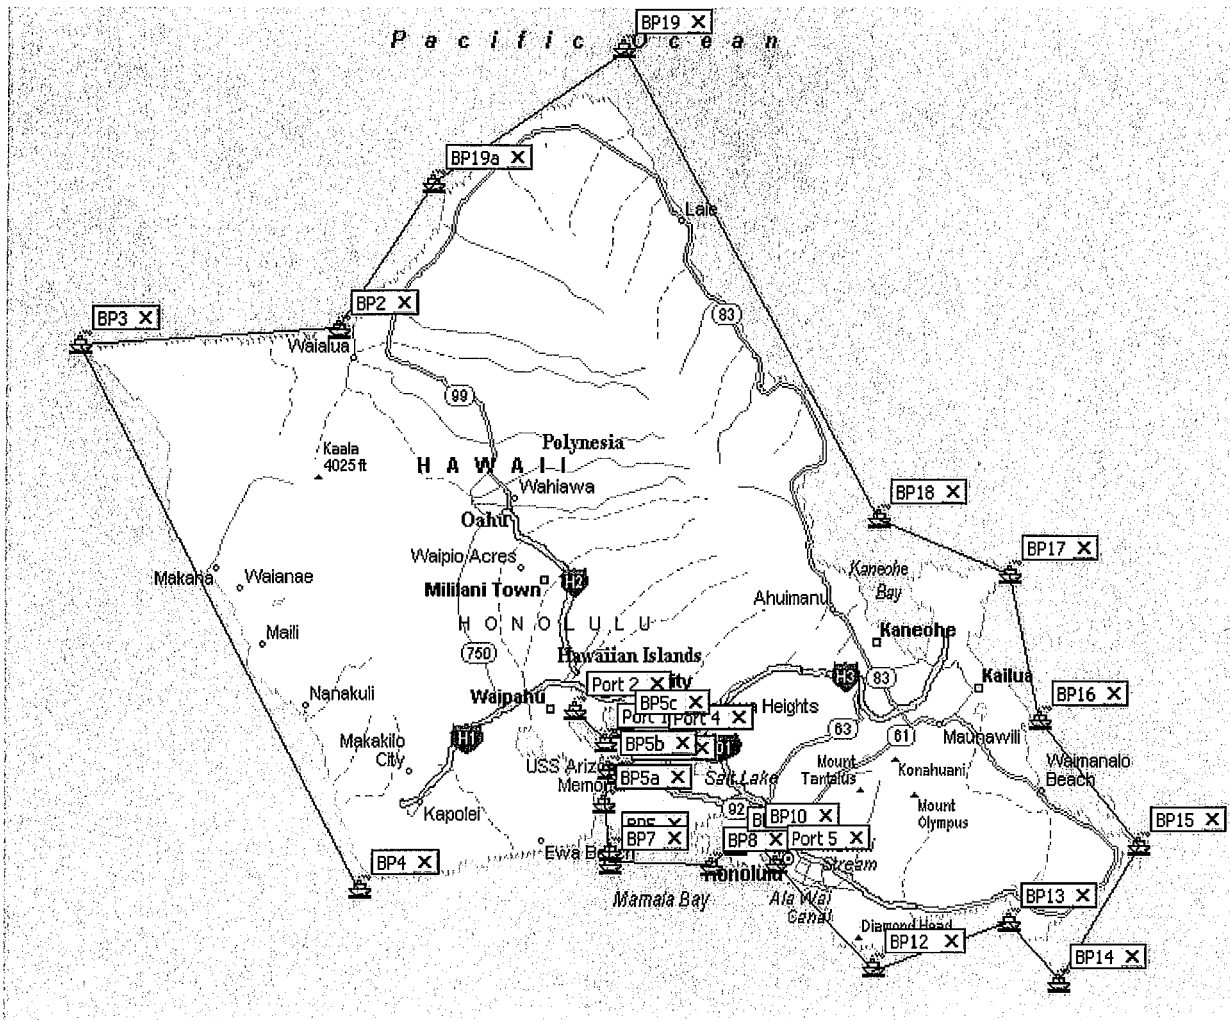 BP19
Pacific Ocean
BP19a
Laie
BP2
BP3
83
Waialua
99
Polynesia
Kaala
4025 ft
HAWAII
Wahiawa
BP18
Oahu
BP17
Waipio Acres
Kaneohe
Bay
Makaha
Waianae
Mililani Town
H2
Ahuimanu
HONOLULU
Kaneohe
Maili
750
Hawaiian Islands
H3
83
Kailua
Port 2
Nanakuli
Waipahu
BP5c
BP16
Port 1
Port 4
Heights
63
61
Maunawili
Makakilo
City
H1
BP5b
Waimanalo
Beach
USS Arizo
Memor
BP5a
Salt Lake
Mount
Tantalus
Konahuani
Kapolei
92
BP10
Mount
Olympus
BP15
BP7
BP8
Port 5
Ewa Beach
BP4
Honolulu
Stream
Mamala Bay
Ala Wai
Canal
BP13
Diamond Head
BP12
BP14